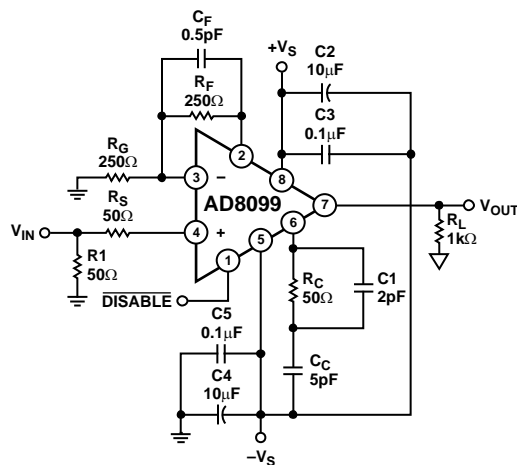 C_F
0.5pF
+V_S
C2
10μF
R_F
250Ω
C3
0.1μF
R_G
250Ω
2
8
3
–
AD8099
7
V_OUT
R_S
50Ω
6
R_L
1kΩ
V_IN
4
+
5
R1
50Ω
1
R_C
50Ω
C1
2pF
DISABLE
C5
0.1μF
C_C
5pF
C4
10μF
–V_S